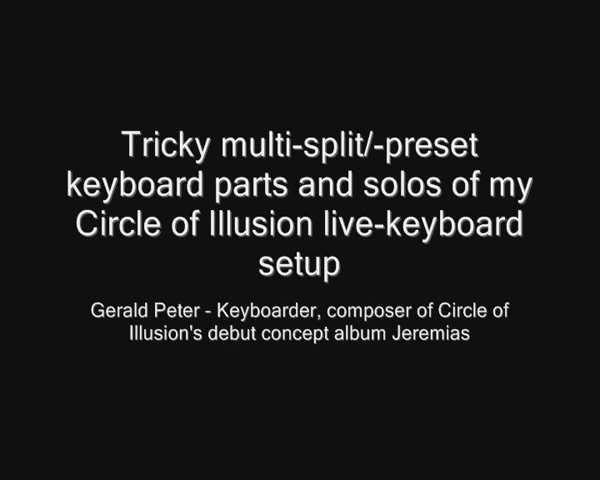 Tricky multi-split/-preset
keyboard parts and solos of my
Circle of Illusion live-keyboard
setup
Gerald Peter - Keyboarder, composer of Circle of
Illusion's debut concept album Jeremias